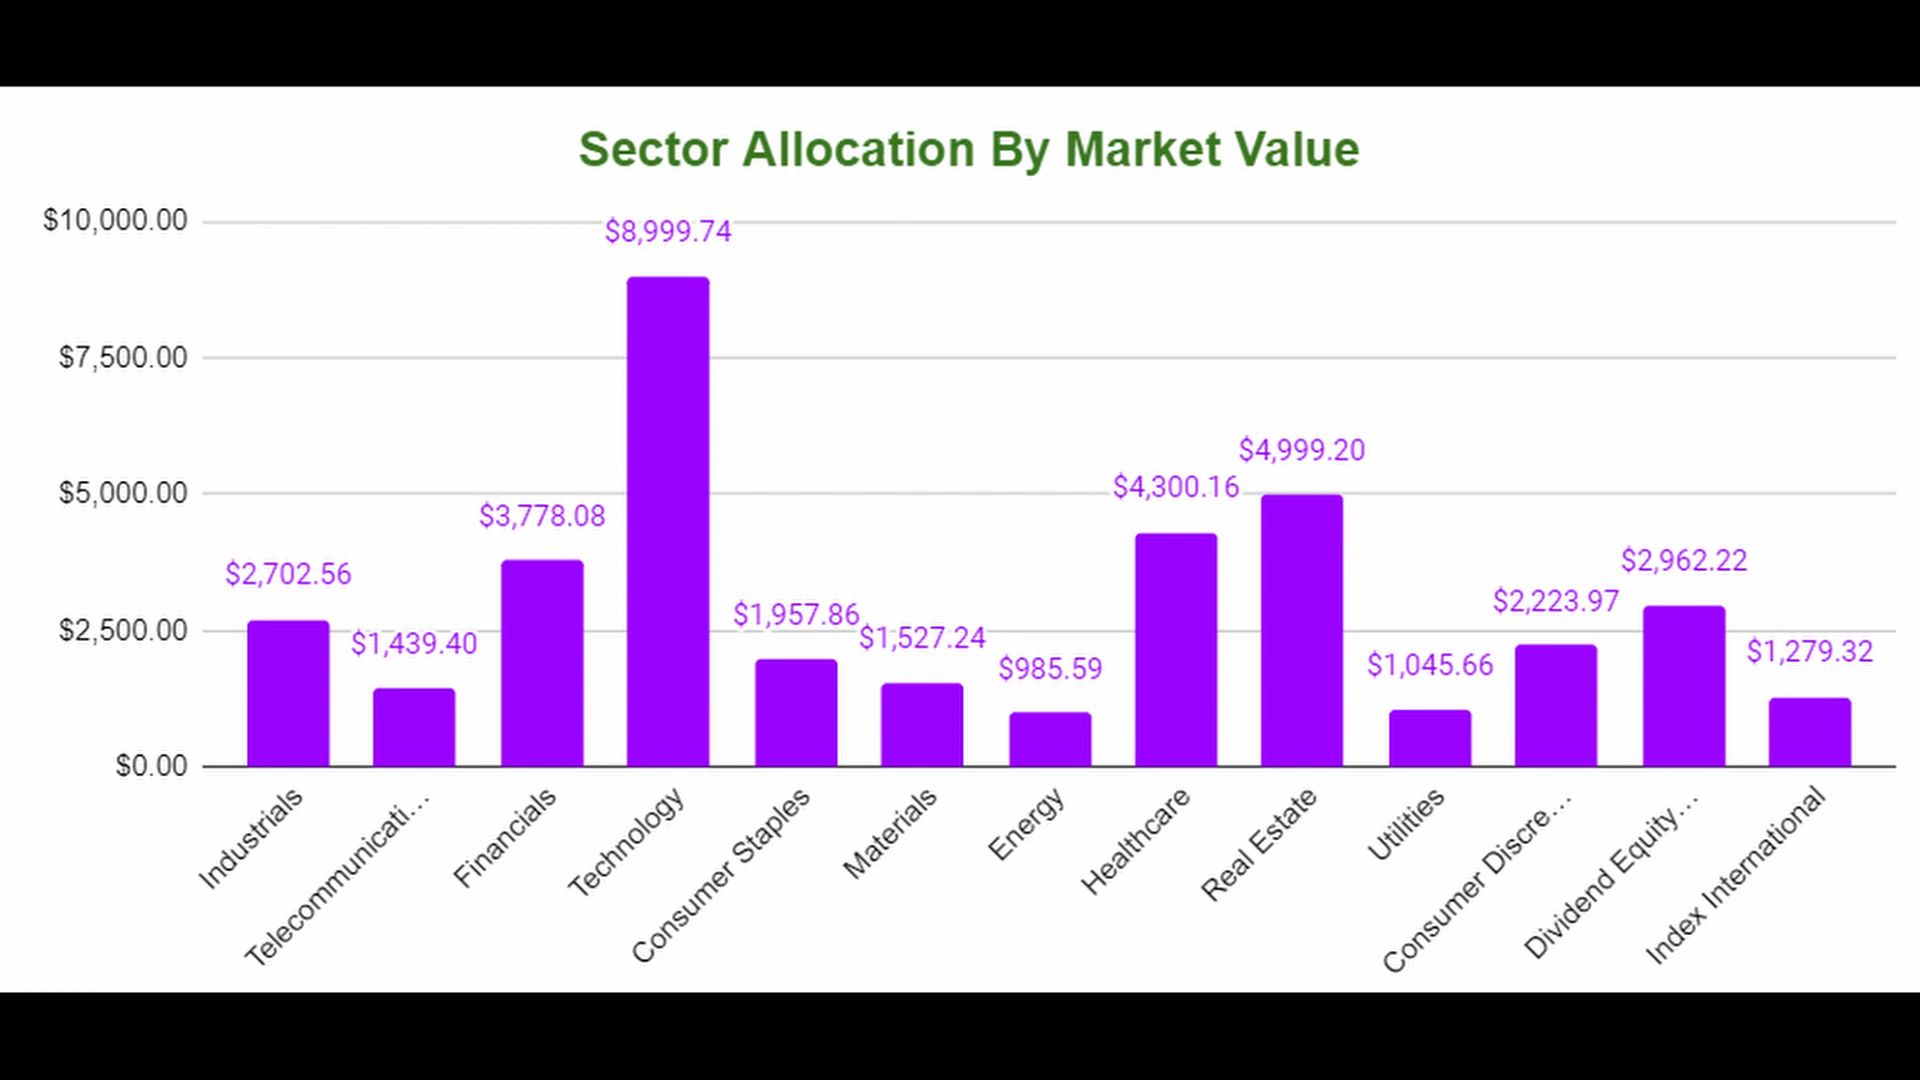 Sector Allocation By Market Value
$10,000.00
$7,500.00
$5,000.00
$2,500.00
$0.00
$2,702.56
$1,439.40
$3,778.08
$8,999.74
$1,957.86
$1,527.24
$985.59
$4,300.16
$4,999.20
$1,045.66
$2,223.97
$2,962.22
$1,279.32
Industrials
Telecommunicati...
Financials
Technology
Consumer Staples
Materials
Energy
Healthcare
Real Estate
Utilities
Consumer Discre...
Dividend Equity...
Index International